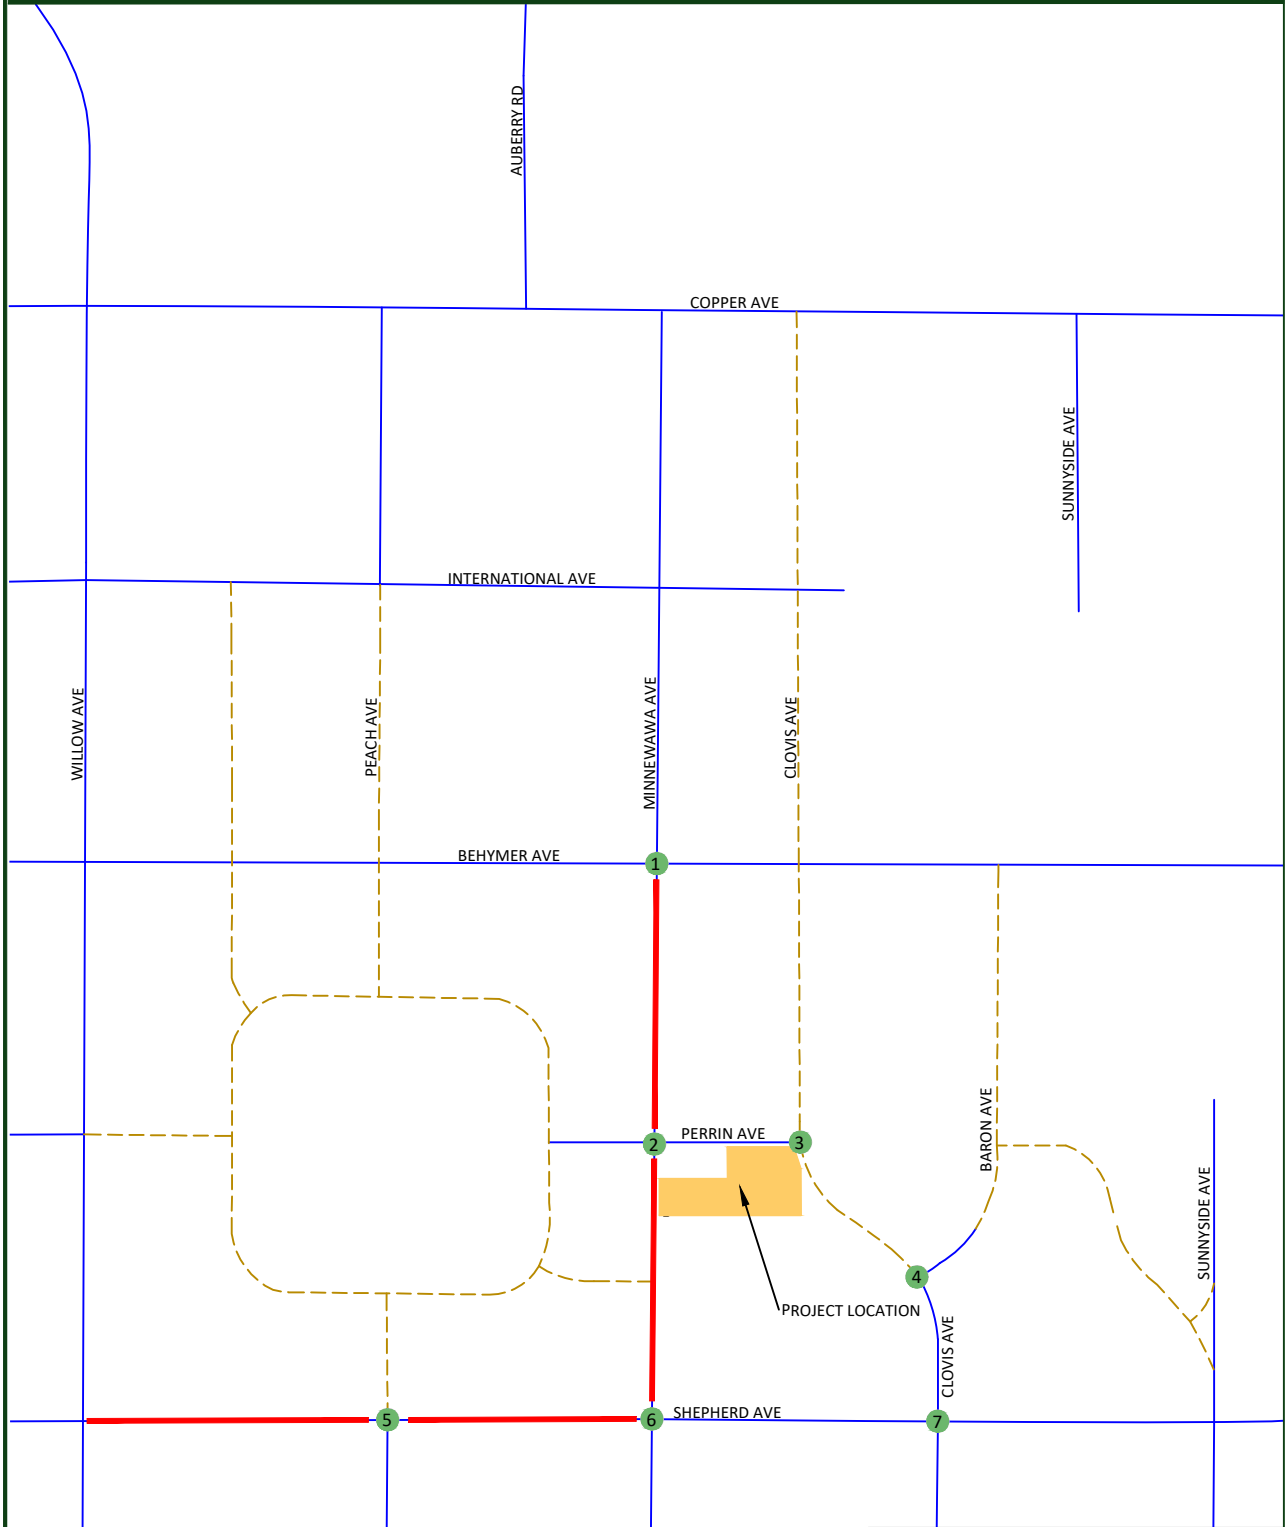 AUBERRY RD
COPPER AVE
SUNNYSIDE AVE
INTERNATIONAL AVE
WILLOW AVE
PEACH AVE
MINNEWAWA AVE
CLOVIS AVE
BEHYMER AVE
1
PERRIN AVE
2
3
BARON AVE
SUNNYSIDE AVE
4
PROJECT LOCATION
CLOVIS AVE
SHEPHERD AVE
5
6
7